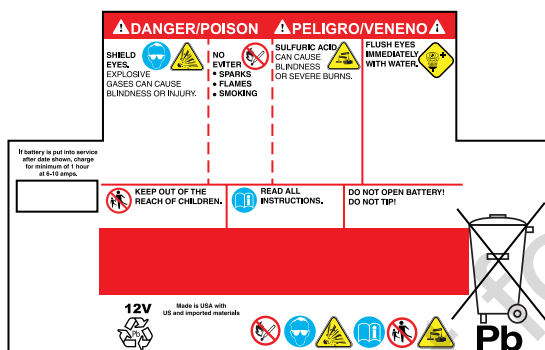 DANGER/POISON
PELIGRO/VENENO
SHIELD
EYES.
EXPLOSIVE
GASES CAN CAUSE
BLINDNESS OR INJURY.
NO
EVITER
• SPARKS
• FLAMES
• SMOKING
SULFURIC ACID
CAN CAUSE
BLINDNESS
OR SEVERE BURNS.
FLUSH EYES
IMMEDIATELY
WITH WATER.
If battery is put into service
after date shown, charge
for minimum of 1 hour
at 6-10 amps.
KEEP OUT OF THE
REACH OF CHILDREN.
READ ALL
INSTRUCTIONS.
DO NOT OPEN BATTERY!
DO NOT TIP!
12V
Pb
Made is USA with
US and imported materials
Pb